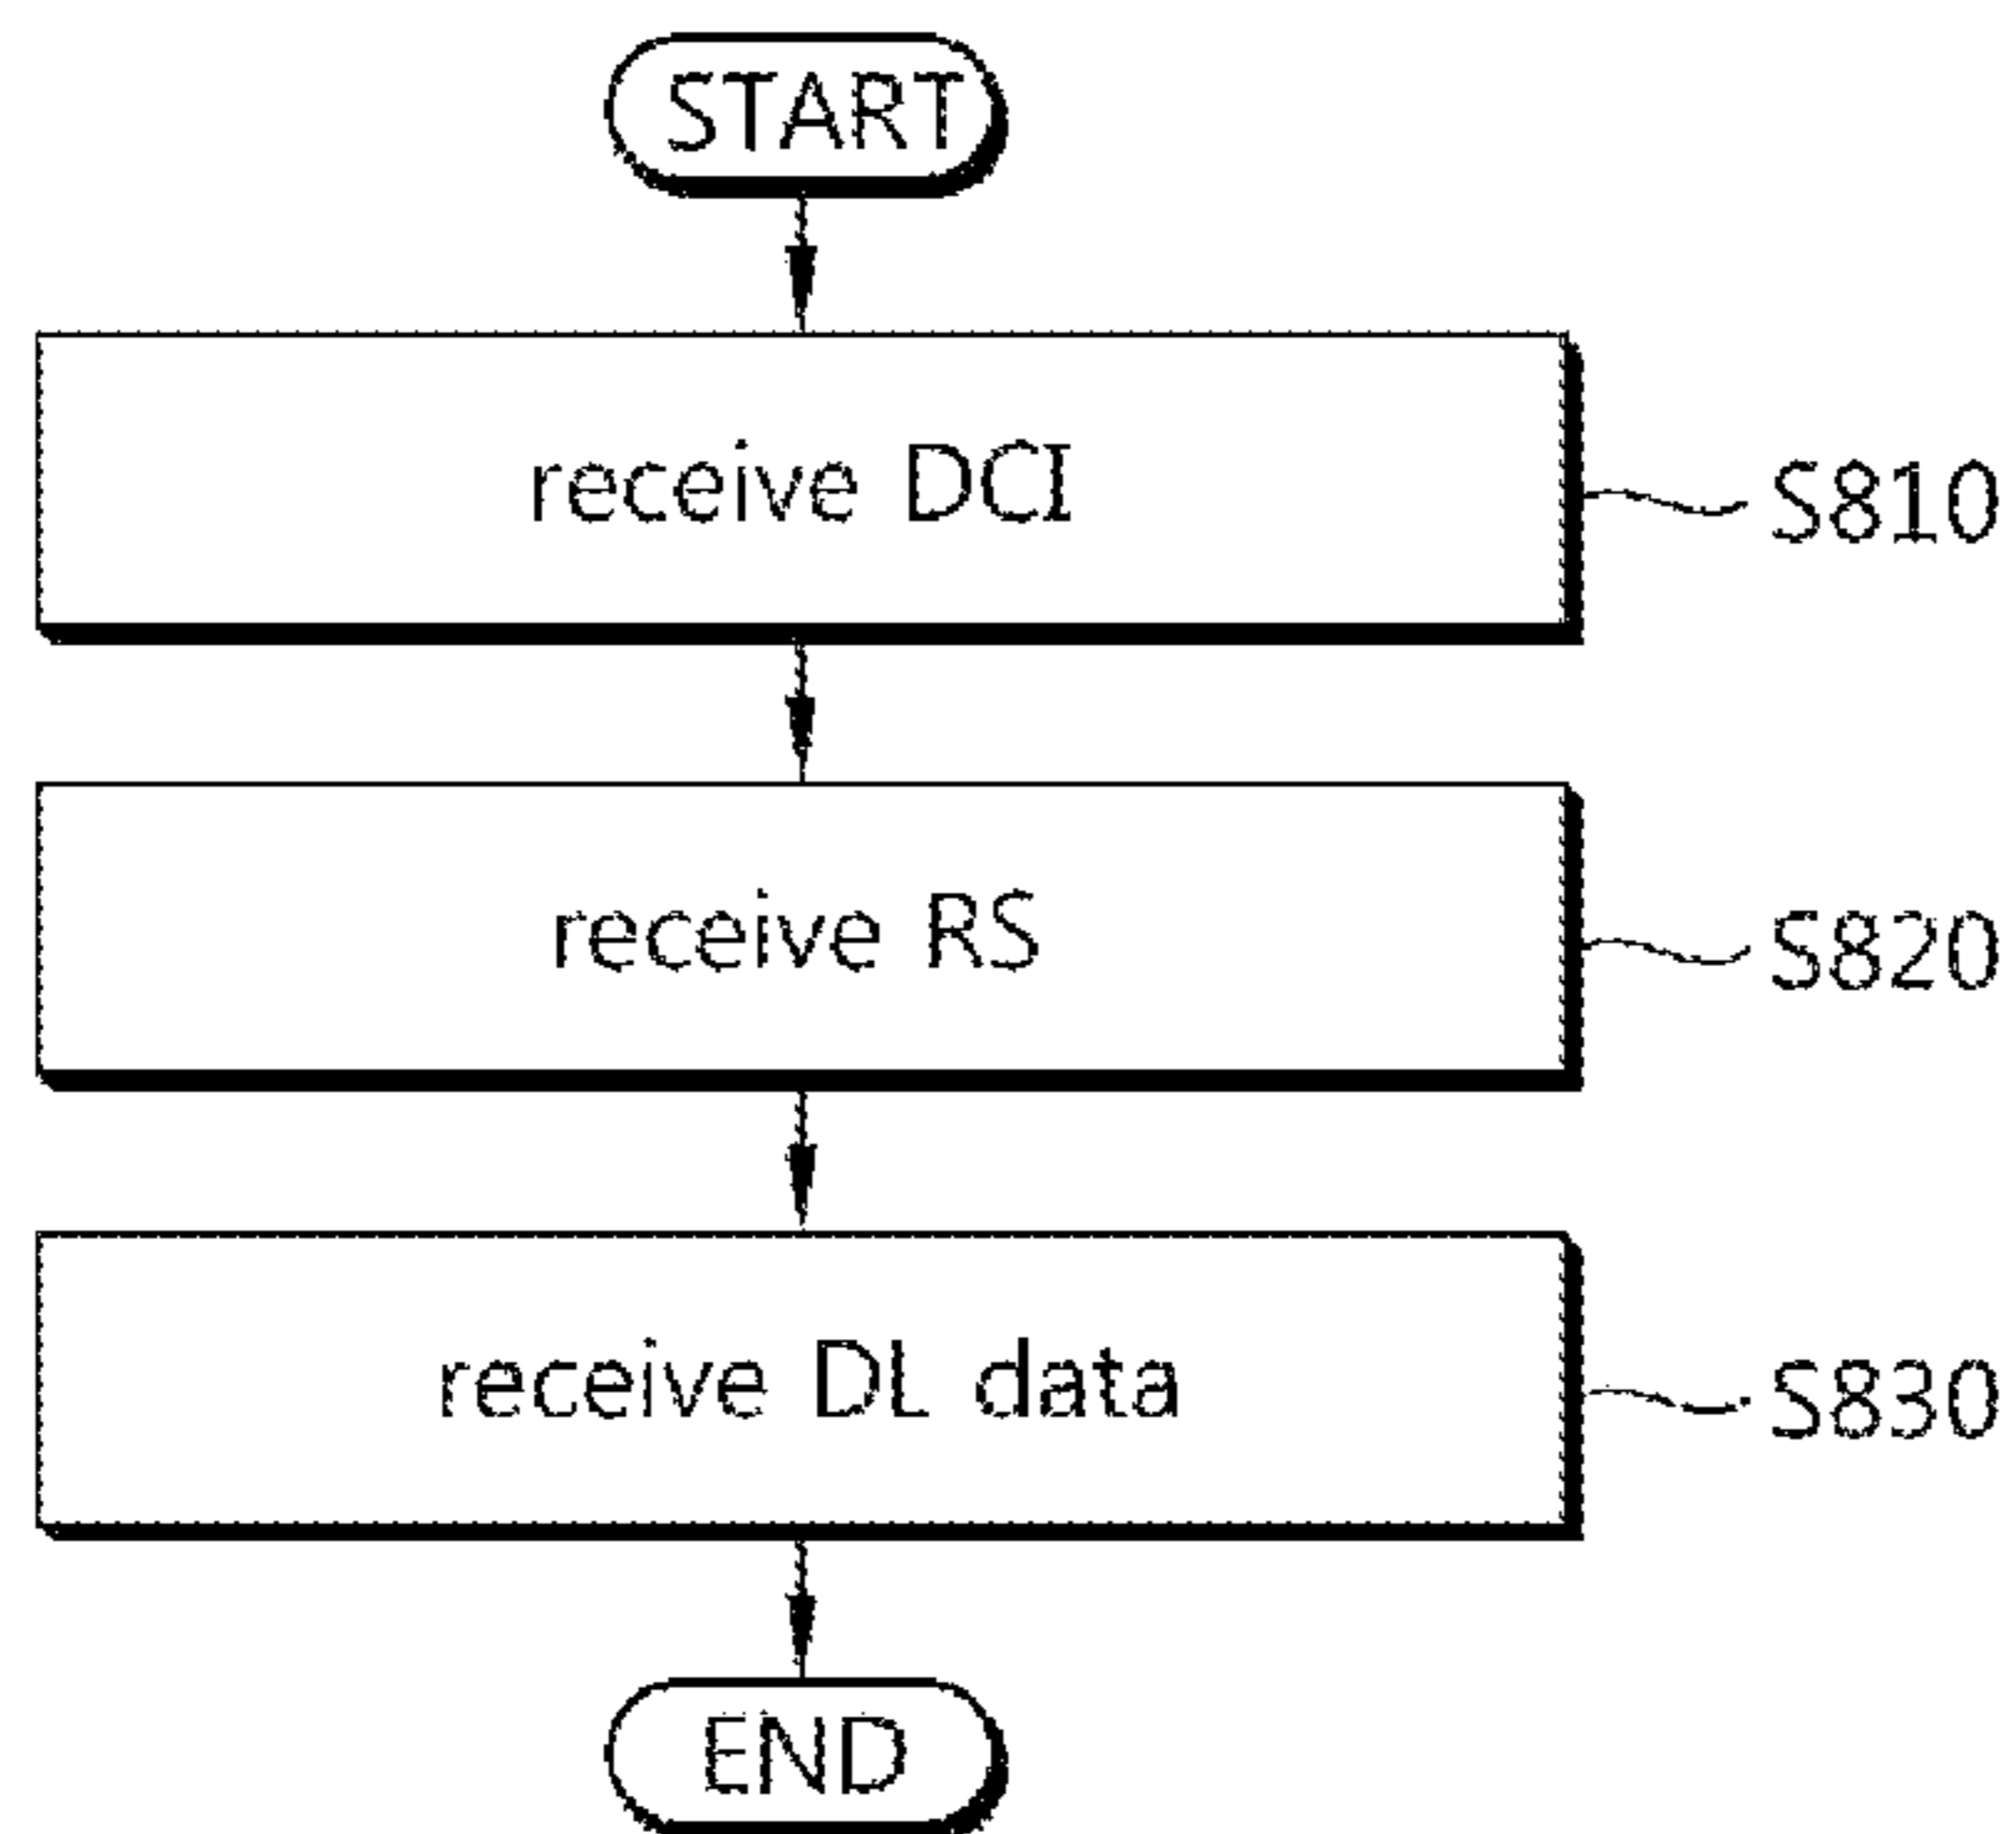 START
receive DCI
S810
receive RS
S820
receive DL data
S830
END